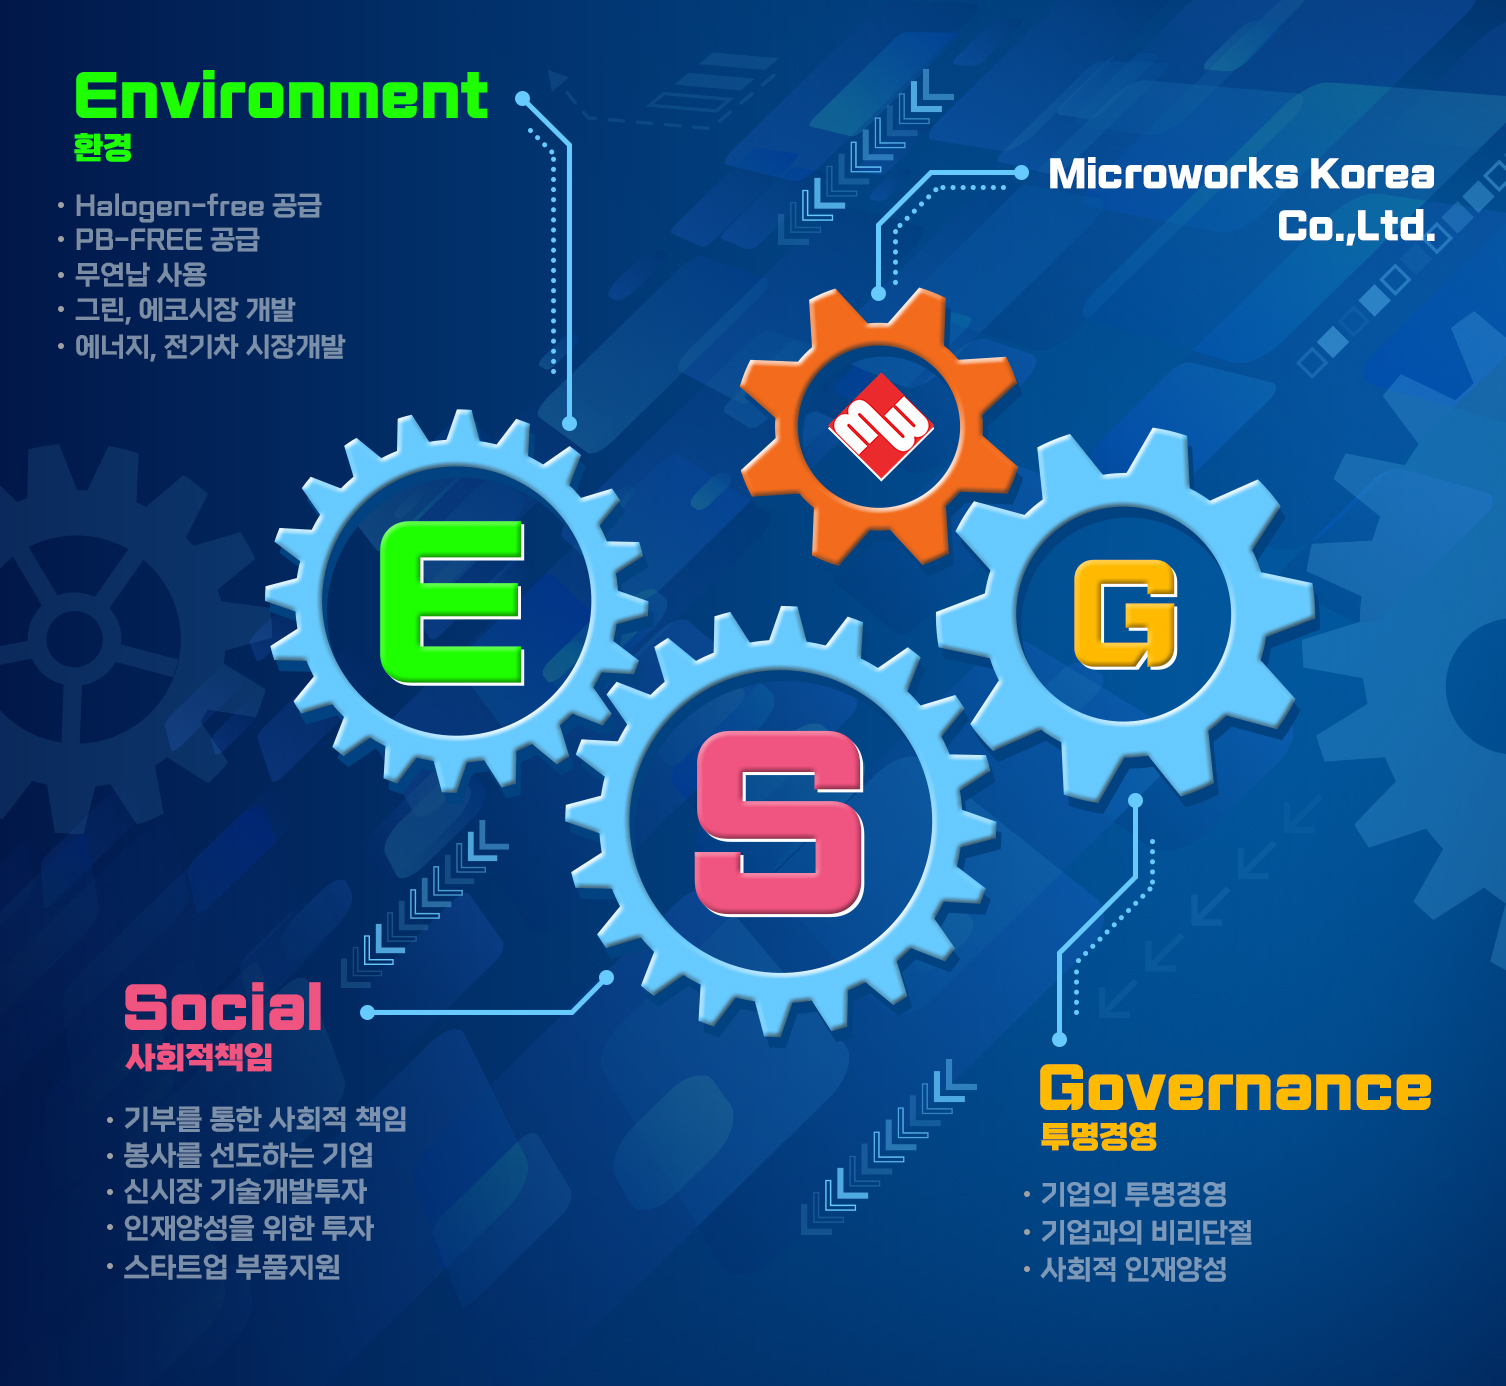 Environment
환경
• Halogen-free 공급
• PB-FREE 공급
• 무연납 사용
• 그린, 에코시장 개발
• 에너지, 전기차 시장개발
Microworks Korea
Co.,Ltd.
MW
E
G
S
Social
사회적책임
• 기부를 통한 사회적 책임
• 봉사를 선도하는 기업
• 신시장 기술개발투자
• 인재양성을 위한 투자
• 스타트업 부품지원
Governance
투명경영
• 기업의 투명경영
• 기업과의 비리단절
• 사회적 인재양성